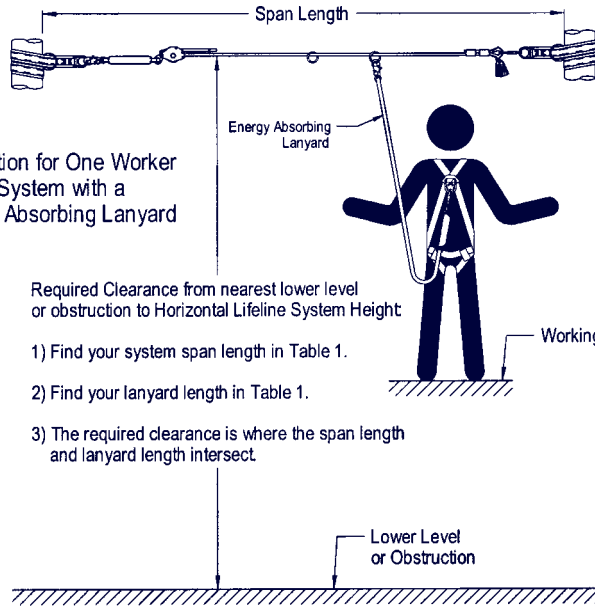 Span Length
Energy Absorbing
Lanyard
tion for One Worker
System with a
Absorbing Lanyard
Required Clearance from nearest lower level
or obstruction to Horizontal Lifeline System Height:
1) Find your system span length in Table 1.
2) Find your lanyard length in Table 1.
3) The required clearance is where the span length
and lanyard length intersect.
Working
Lower Level
or Obstruction